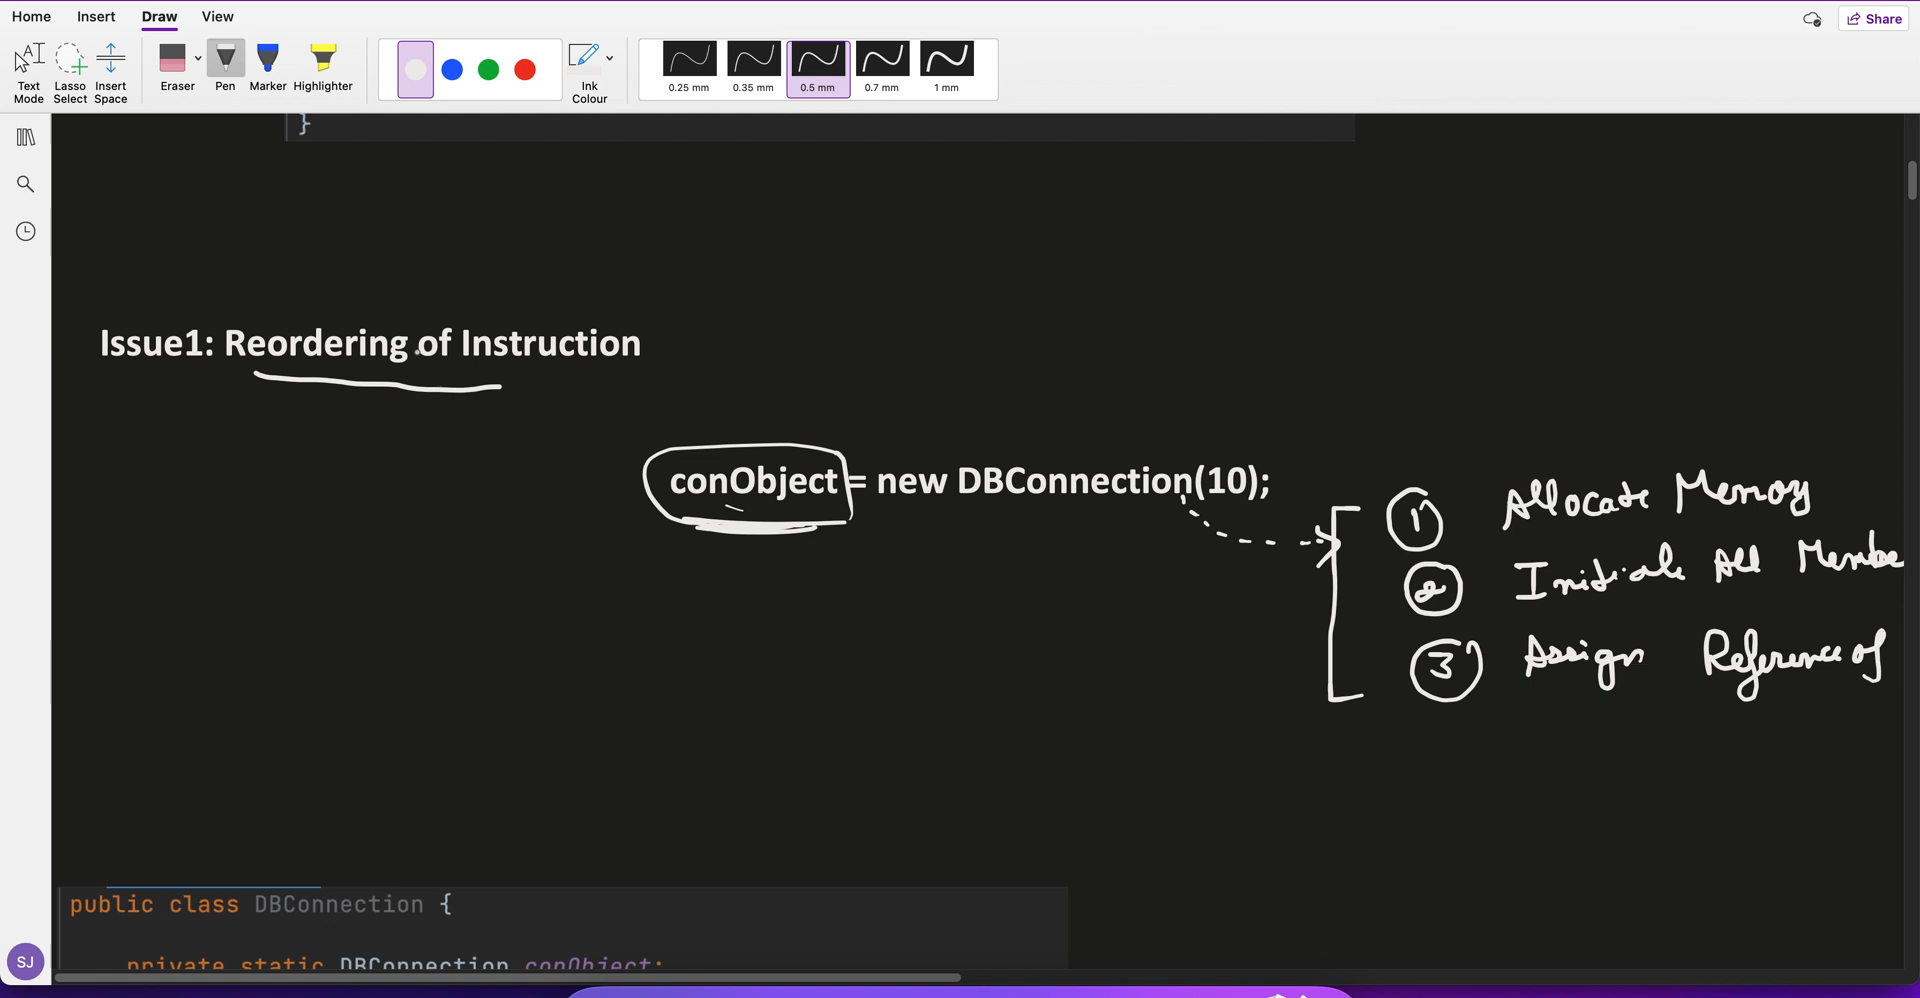 Home Insert Draw View
Share
Text Mode
Lasso Select
Insert Space
Eraser
Pen
Marker
Highlighter
Ink Colour
0.25 mm
0.35 mm
0.5 mm
0.7 mm
1 mm
}
Issue1: Reordering of Instruction
conObject = new DBConnection(10);
1 Allocate Memory
2 Initiale All Membe
3 Assign Reference of
public class DBConnection {
private static DBConnection conObject;
SJ